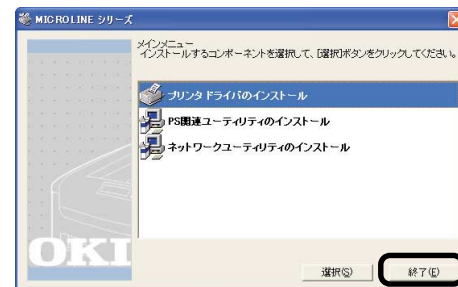 MICROLINE シリーズ
メインメニュー
インストールするコンポーネントを選択して、[選択]ボタンをクリックしてください。
プリンタドライバのインストール
PS関連ユーティリティのインストール
ネットワークユーティリティのインストール
OKI
選択(S)
終了(E)